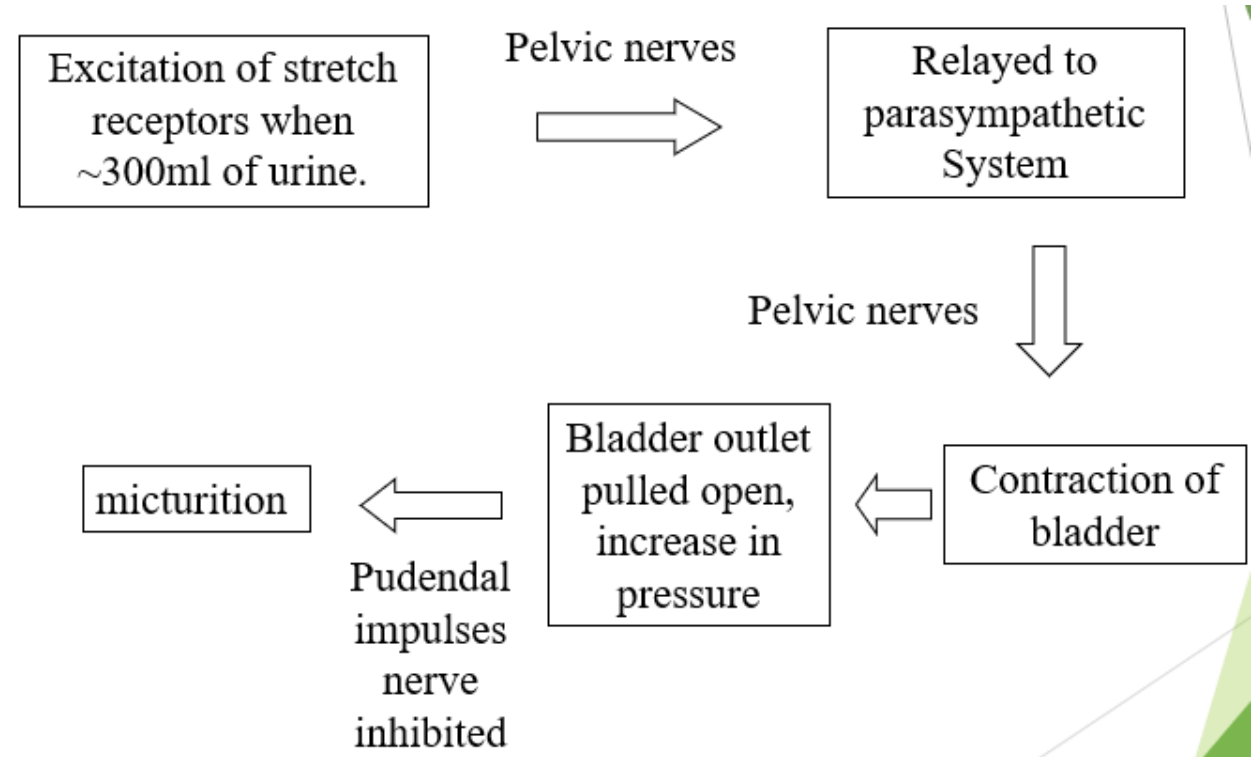 Excitation of stretch
receptors when
~300ml of urine.
Pelvic nerves
Relayed to
parasympathetic
System
Pelvic nerves
Contraction of
bladder
Bladder outlet
pulled open,
increase in
pressure
Pudendal
impulses
nerve
inhibited
micturition